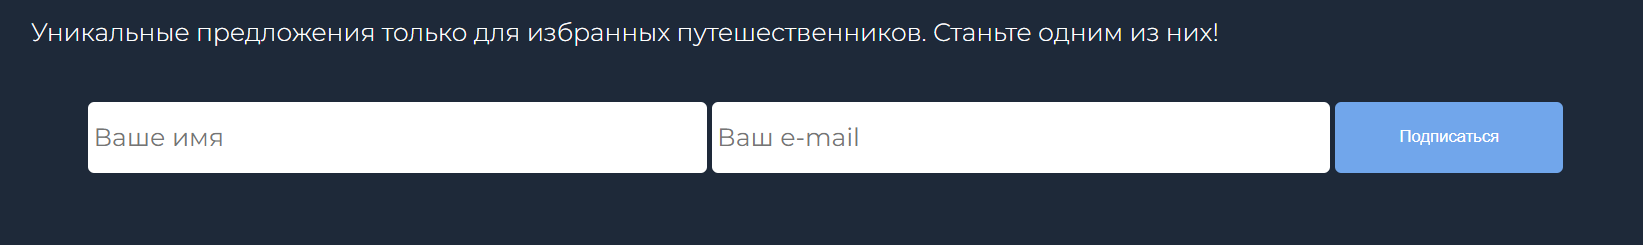 Уникальные предложения только для избранных путешественников. Станьте одним из них!
Ваше имя Ваш e-mail Подписаться